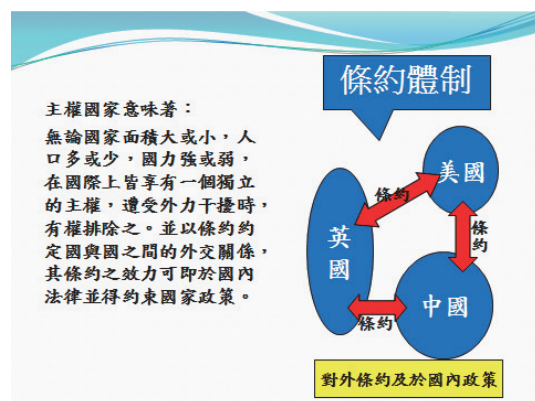 條約體制
主權國家意味著：
無論國家面積大或小，人
口多或少，國力強或弱，
在國際上皆享有一個獨立
的主權，遭受外力干擾時，
有權排除之。並以條約約
定國與國之間的外交關係，
其條約之效力可即於國內
法律並得約束國家政策。
美國
條約
條約
英國
中國
條約
對外條約及於國內政策